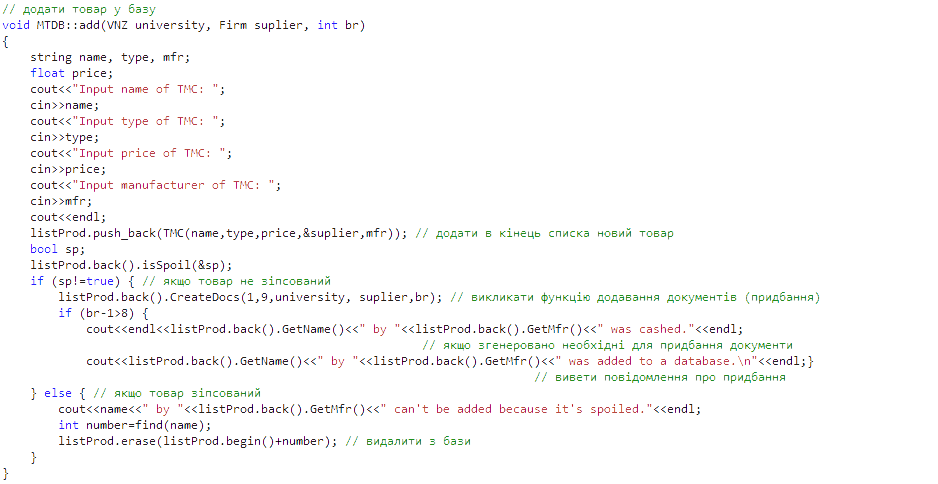 // додати товар у базу
void MTDB::add(VNZ university, Firm suplier, int br)
{
    string name, type, mfr;
    float price;
    cout<<"Input name of TMC: ";
    cin>>name;
    cout<<"Input type of TMC: ";
    cin>>type;
    cout<<"Input price of TMC: ";
    cin>>price;
    cout<<"Input manufacturer of TMC: ";
    cin>>mfr;
    cout<<endl;
    listProd.push_back(TMC(name,type,price,&suplier,mfr)); // додати в кінець списка новий товар
    bool sp;
    listProd.back().isSpoil(&sp);
    if (sp!=true) { // якщо товар не зіпсований
        listProd.back().CreateDocs(1,9,university, suplier,br); // викликати функцію додавання документів (придбання)
        if (br-1>8) {
            cout<<endl<<listProd.back().GetName()<<" by "<<listProd.back().GetMfr()<<" was cashed."<<endl;
                                                            // якщо згенеровано необхідні для придбання документи
            cout<<listProd.back().GetName()<<" by "<<listProd.back().GetMfr()<<" was added to a database.\n"<<endl;}
                                                                            // вивети повідомлення про придбання
    } else { // якщо товар зіпсований
        cout<<name<<" by "<<listProd.back().GetMfr()<<" can't be added because it's spoiled."<<endl;
        int number=find(name);
        listProd.erase(listProd.begin()+number); // видалити з бази
    }
}